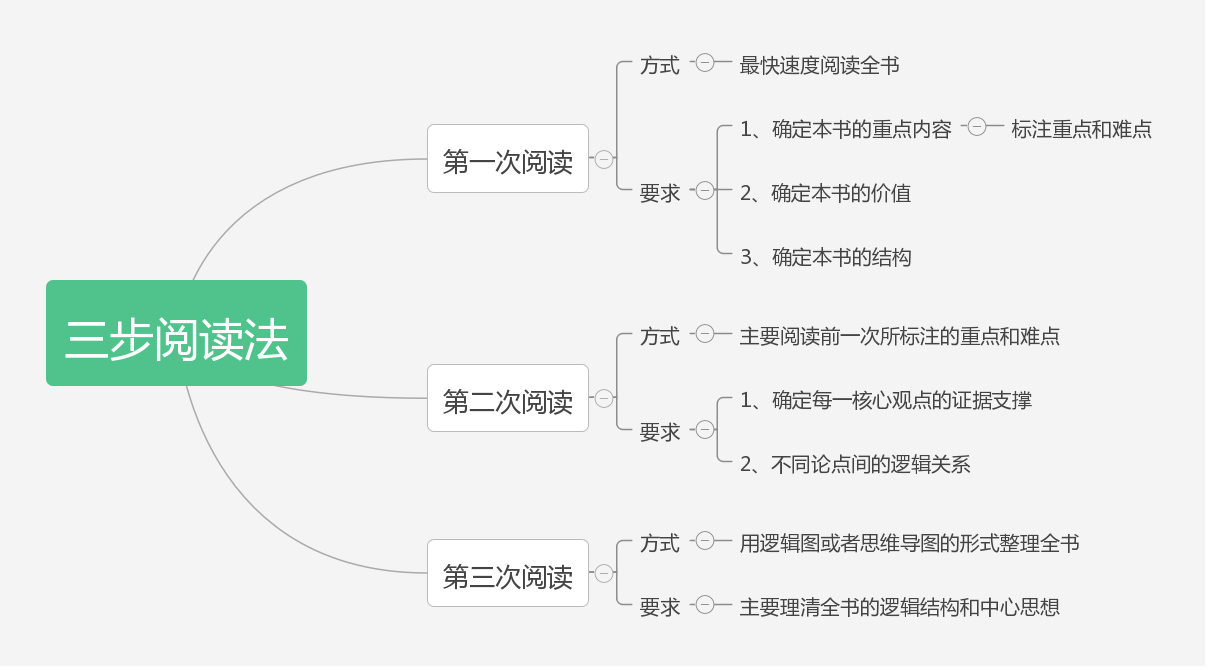 三步阅读法
第一次阅读
方式
最快速度阅读全书
要求
1、确定本书的重点内容
标注重点和难点
2、确定本书的价值
3、确定本书的结构
第二次阅读
方式
主要阅读前一次所标注的重点和难点
要求
1、确定每一核心观点的证据支撑
2、不同论点间的逻辑关系
第三次阅读
方式
用逻辑图或者思维导图的形式整理全书
要求
主要理清全书的逻辑结构和中心思想